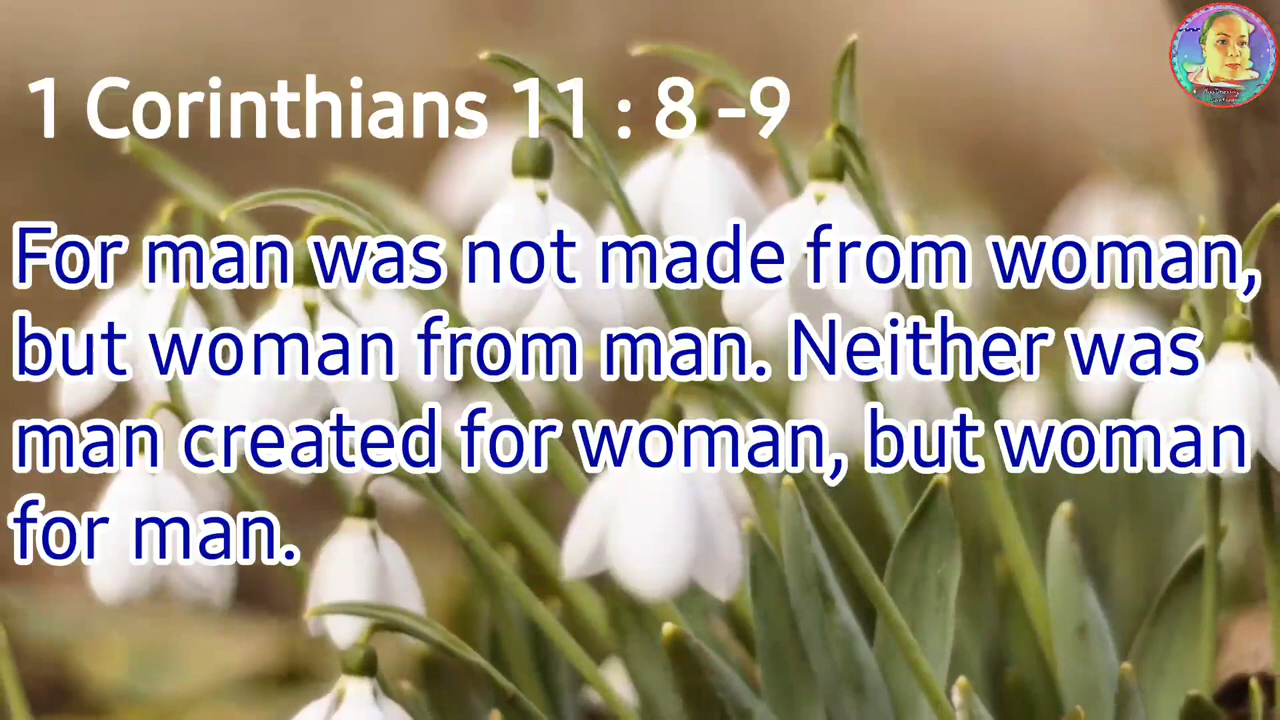 1 Corinthians 11 : 8 -9
For man was not made from woman,
but woman from man. Neither was
man created for woman, but woman
for man.